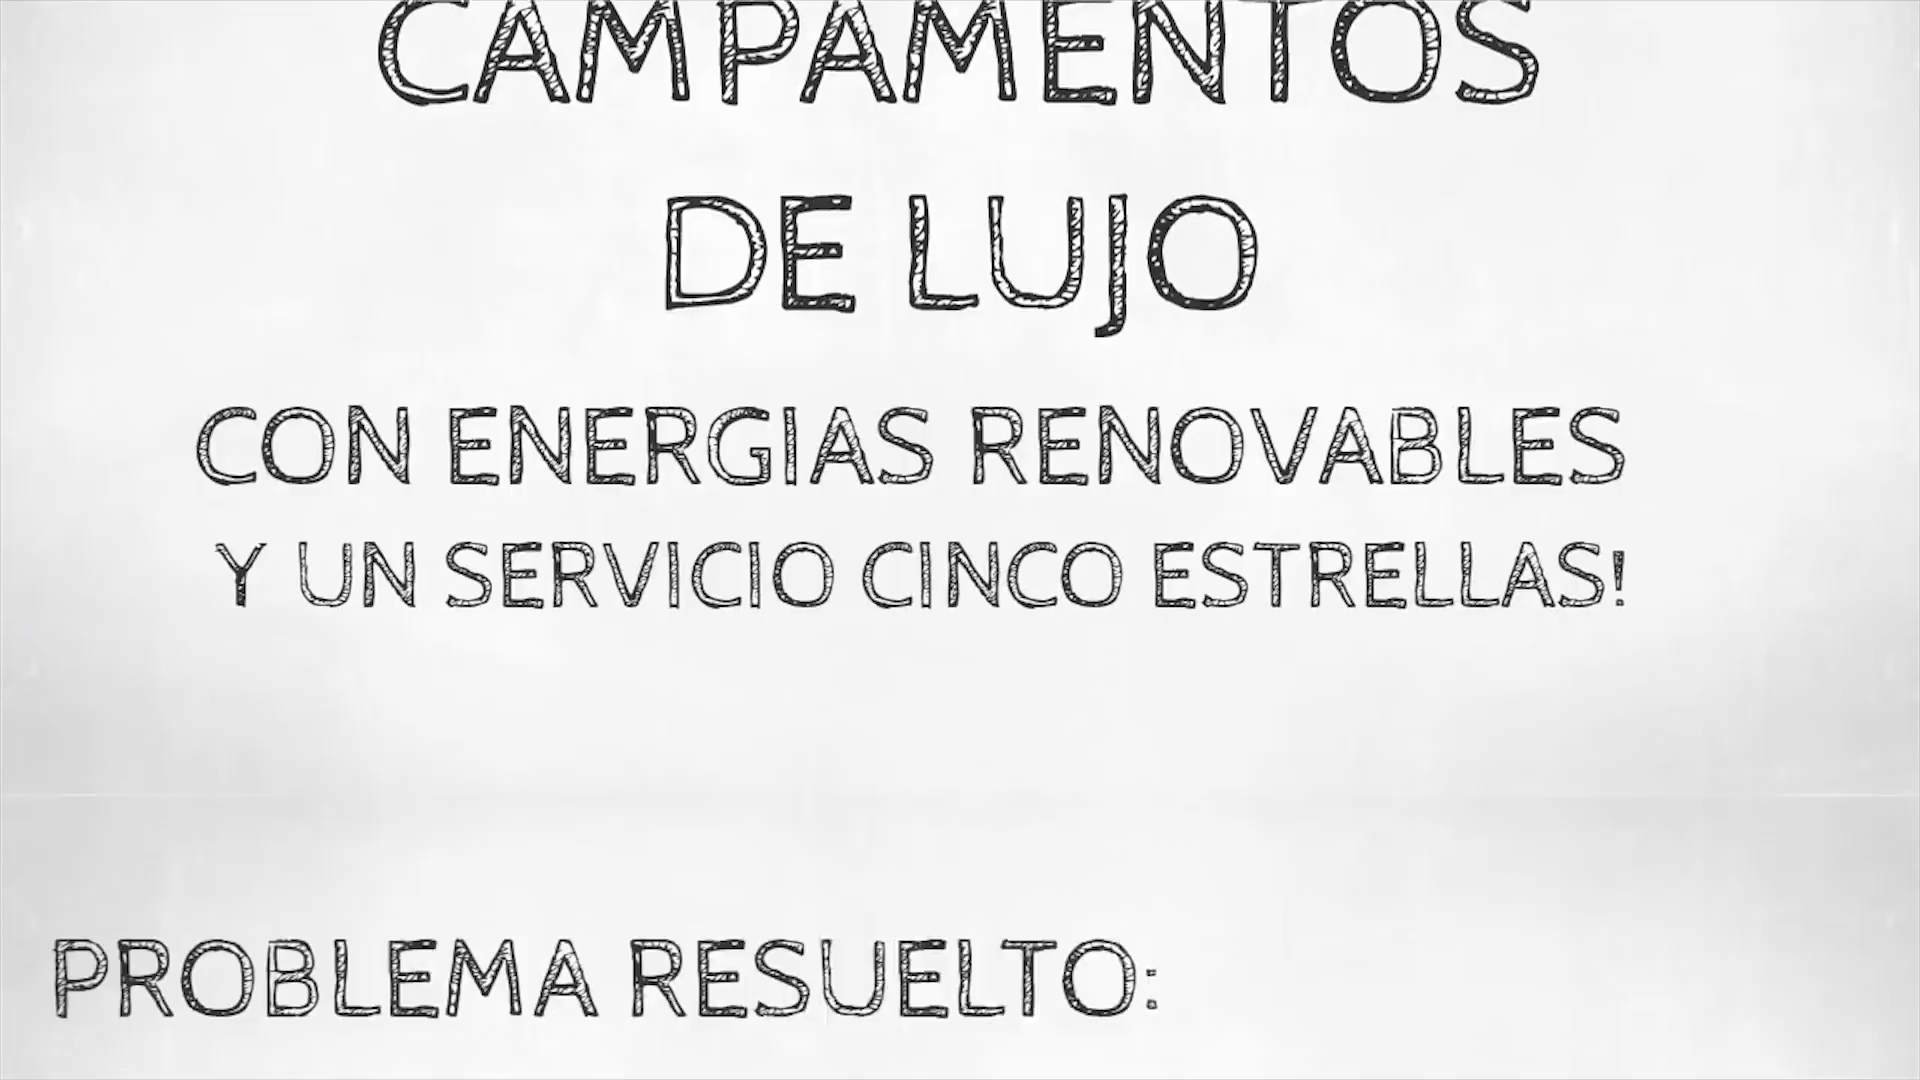 CAMPAMENTOS
DE LUJO
CON ENERGIAS RENOVABLES
Y UN SERVICIO CINCO ESTRELLAS!
PROBLEMA RESUELTO: